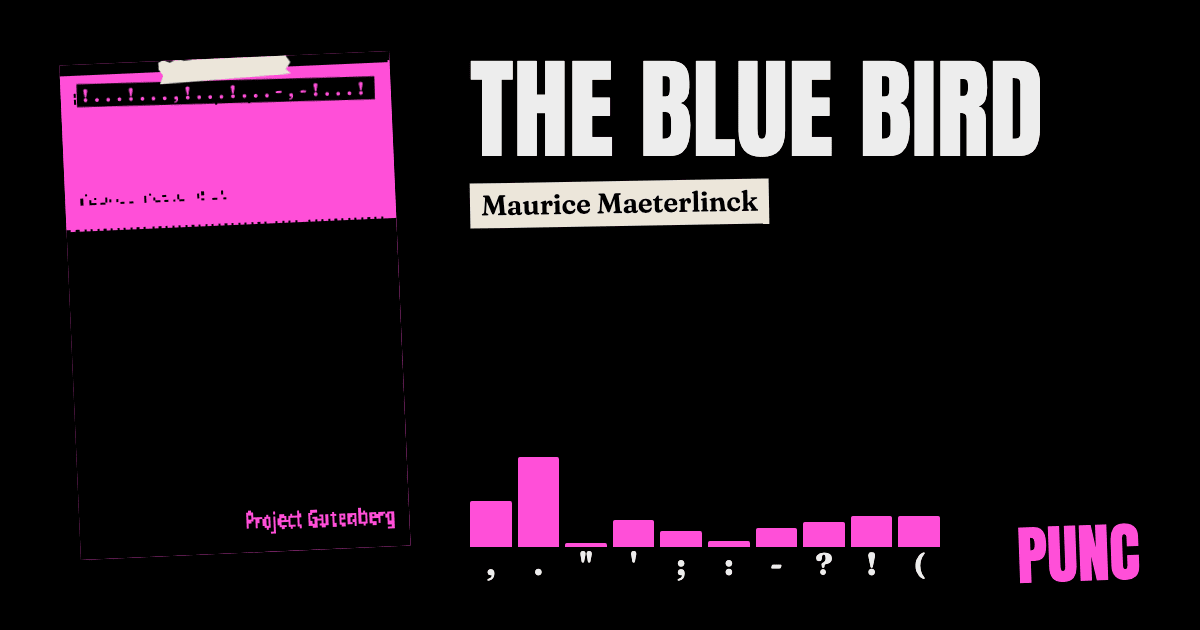 !...!...,!...!...-,-!...!
Project Gutenberg
THE BLUE BIRD
Maurice Maeterlinck
, . " ' ; : - ? ! (
PUNC